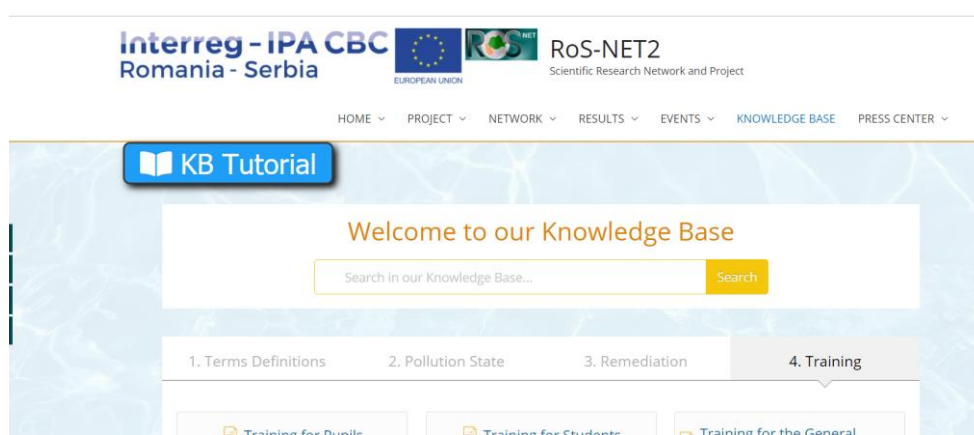 Interreg - IPA CBC
Romania - Serbia
EUROPEAN UNION
ROS NET
RoS-NET2
Scientific Research Network and Project
HOME PROJECT NETWORK RESULTS EVENTS KNOWLEDGE BASE PRESS CENTER
KB Tutorial
Welcome to our Knowledge Base
Search in our Knowledge Base... Search
1. Terms Definitions 2. Pollution State 3. Remediation 4. Training
Training for Pupils Training for Students Training for the General